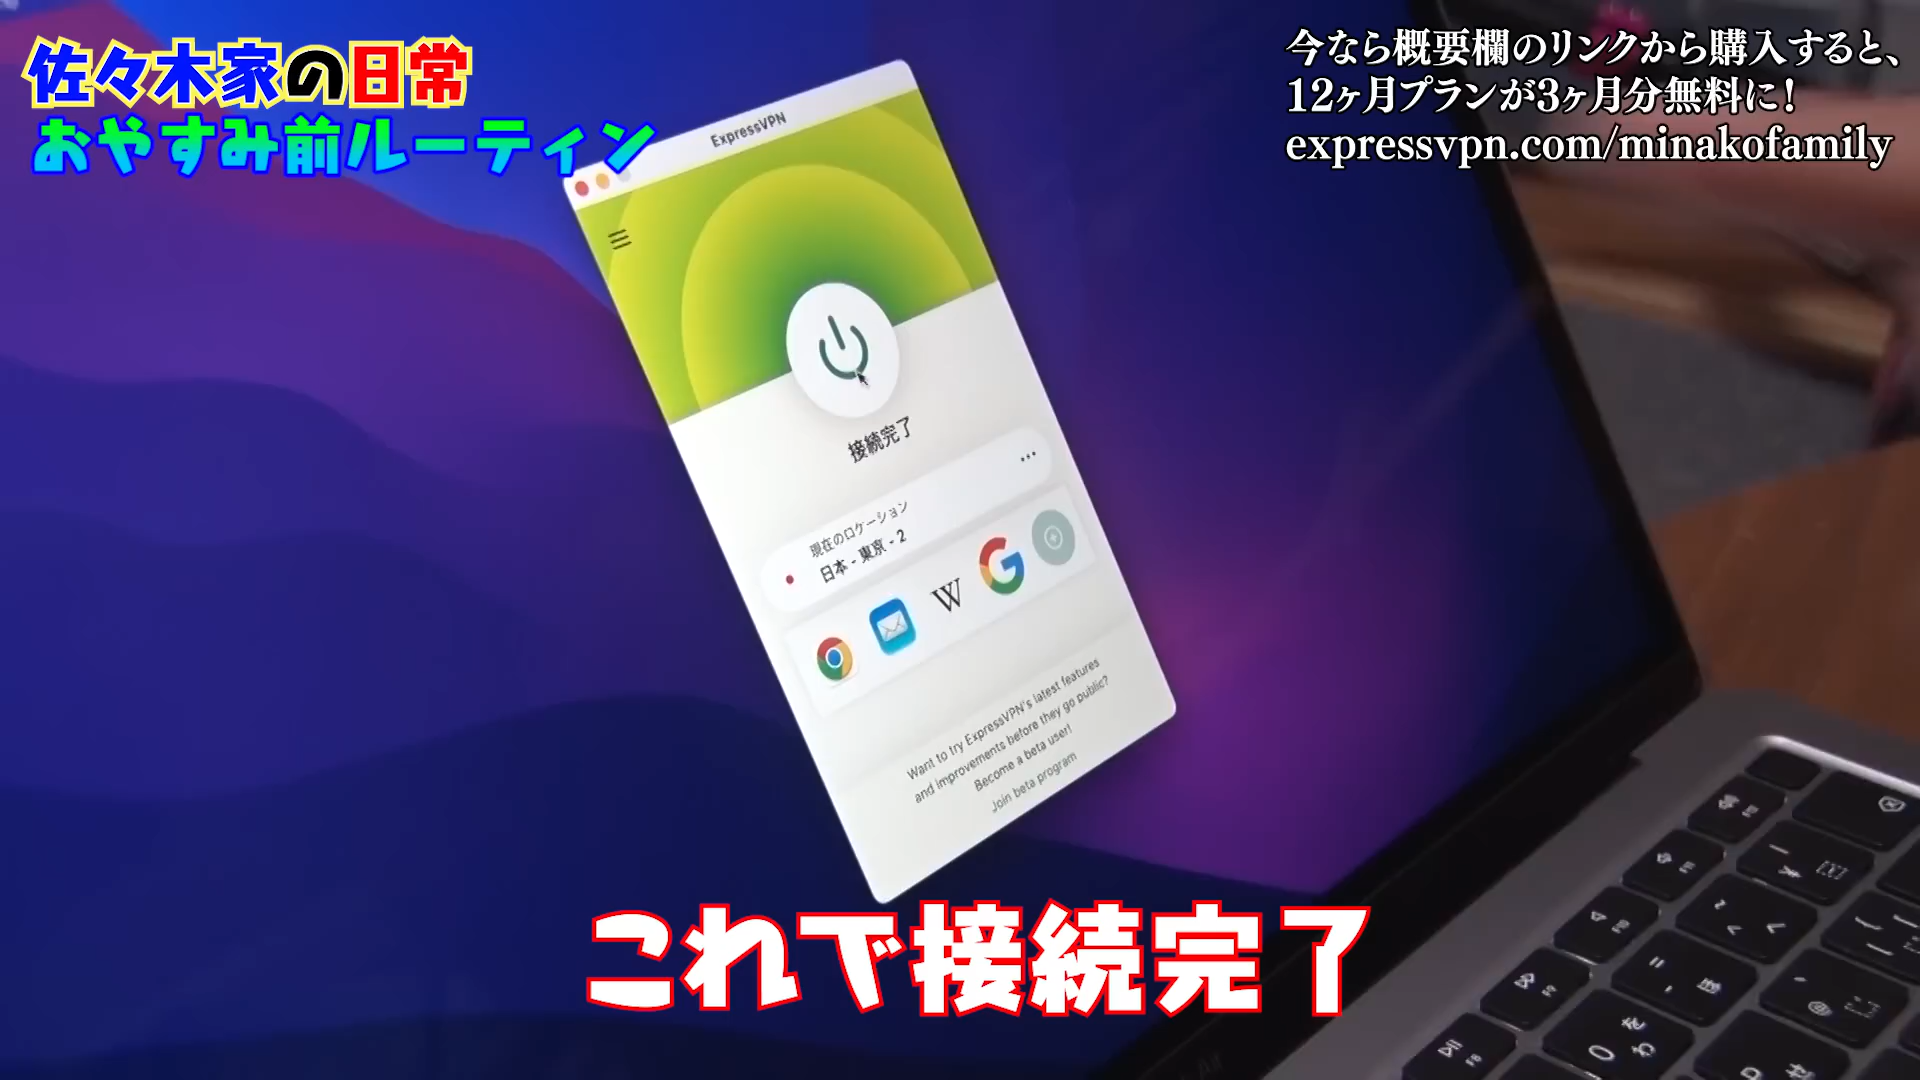 佐々木家の日常
おやすみ前ルーティン
今なら概要欄のリンクから購入すると、
12ヶ月プランが3ヶ月分無料に!
expressvpn.com/minakofamily
ExpressVPN
接続完了
現在のロケーション
日本 - 東京 - 2
W
G
Want to try ExpressVPN's latest features
and improvements before they go public?
Become a beta user!
Join beta program
これで接続完了